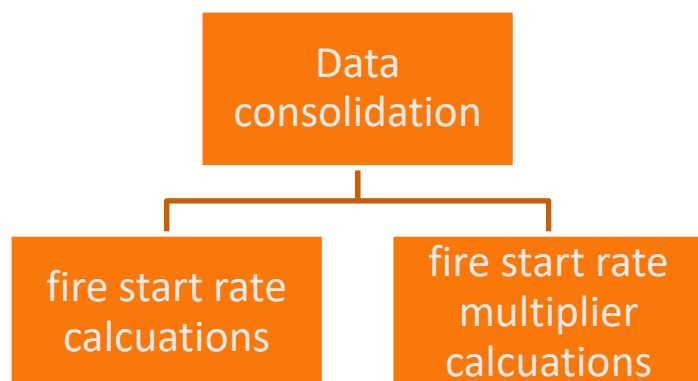 Data
consolidation
fire start rate
calcuations
fire start rate
multiplier
calcuations